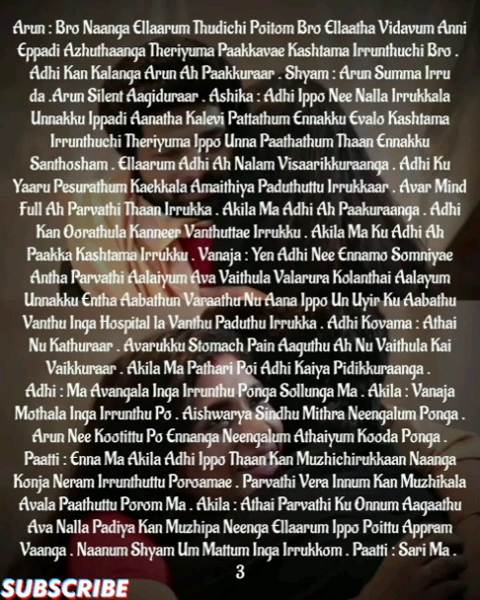 Arun : Bro Naanga Ellaarum Thudichi Poitom Bro Ellaatha Vidavum Anni
Eppadi Azhuthaanga Theriyuma Paakkavae Kashtama Irrunthuchi Bro .
Adhi Kan Kalanga Arun Ah Paakkuraar . Shyam : Arun Summa Irru
da .Arun Silent Aagiduraar . Ashika : Adhi Ippo Nee Nalla Irrukkala
Unnakku Ippadi Aanatha Kalevi Pattathum Ennakku Evalo Kashtama
Irrunthuchi Theriyuma Ippo Unna Paathathum Thaan Ennakku
Santhosham . Ellaarum Adhi Ah Nalam Visaarikkuraanga . Adhi Ku
Yaaru Pesurathum Kaekkala Amaithiya Paduthuttu Irrukkaar . Avar Mind
Full Ah Parvathi Thaan Irrukka . Akila Ma Adhi Ah Paakuraanga . Adhi
Kan Oorathula Kanneer Vanthuttae Irrukku . Akila Ma Ku Adhi Ah
Paakka Kashtama Irrukku . Vanaja : Yen Adhi Nee Ennamo Somniyae
Antha Parvathi Aalaiyum Ava Vaithula Valarura Kolanthai Aalayum
Unnakku Entha Aabathun Varaathu Nu Aana Ippo Un Uyir Ku Aabathu
Vanthu Inga Hospital la Vanthu Paduthu Irrukka . Adhi Kovama : Athai
Nu Kathuraar . Avarukku Stomach Pain Aaguthu Ah Nu Vaithula Kai
Vaikkuraar . Akila Ma Pathari Poi Adhi Kaiya Pidikkuraanga .
Adhi : Ma Avangala Inga Irrunthu Ponga Sollunga Ma . Akila : Vanaja
Mothala Inga Irrunthu Po . Aishwarya Sindhu Mithra Neengalum Ponga .
Arun Nee Kootittu Po Ennanga Neengalum Athaiyum Kooda Ponga .
Paatti : Enna Ma Akila Adhi Ippo Thaan Kan Muzhichirukkaan Naanga
Konja Neram Irrunthuttu Poroamae . Parvathi Vera Innum Kan Muzhikala
Avala Paathuttu Porom Ma . Akila : Athai Parvathi Ku Onnum Aagaathu
Ava Nalla Padiya Kan Muzhipa Neenga Ellaarum Ippo Poittu Appram
Vaanga . Naanum Shyam Um Mattum Inga Irrukkom . Paatti : Sari Ma .
3
SUBSCRIBE